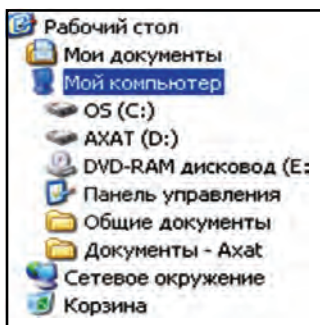 Рабочий стол
Мои документы
Мой компьютер
OS (C:)
AXAT (D:)
DVD-RAM дисковод (E:
Панель управления
Общие документы
Документы - Axat
Сетевое окружение
Корзина